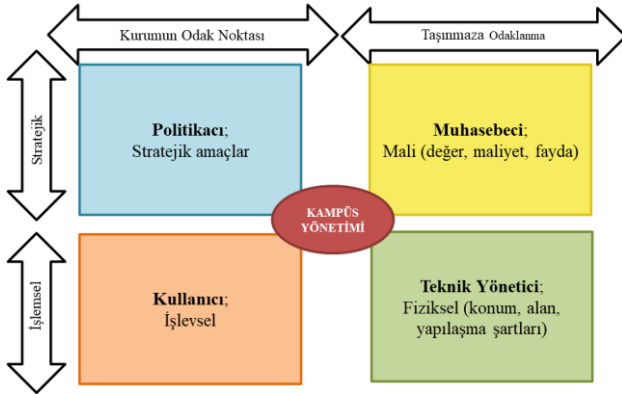 Kurumun Odak Noktası
Taşınmaza Odaklanma
Stratejik
Politikacı;
Stratejik amaçlar
Muhasebeci;
Mali (değer, maliyet, fayda)
KAMPÜS
YÖNETİMİ
İşlemsel
Kullanıcı;
İşlevsel
Teknik Yönetici;
Fiziksel (konum, alan,
yapılaşma şartları)